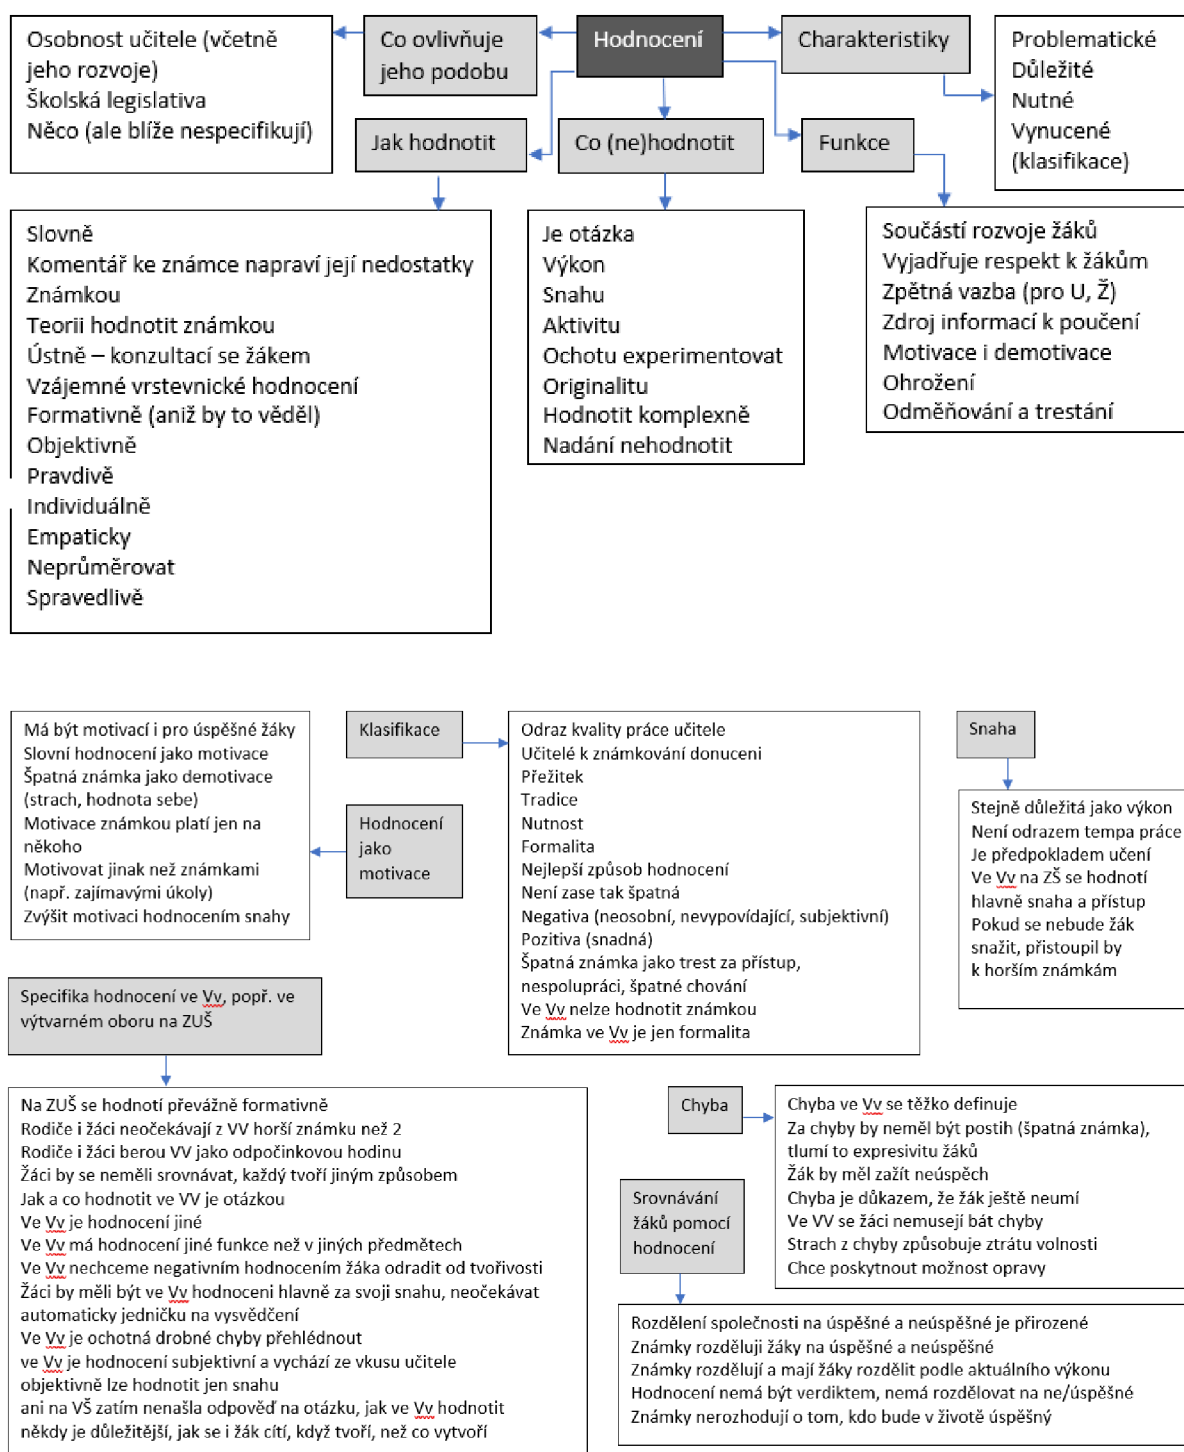 Osobnost učitele (včetně
jeho rozvoje)
Školská legislativa
Něco (ale blíže nespecifikují)
Co ovlivňuje
jeho podobu
Hodnocení
Charakteristiky
Problematické
Důležité
Nutné
Vynucené
(klasifikace)
Jak hodnotit
Co (ne)hodnotit
Funkce
Slovně
Komentář ke známce napraví její nedostatky
Známkou
Teorii hodnotit známkou
Ústně – konzultací se žákem
Vzájemné vrstevnické hodnocení
Formativně (aniž by to věděl)
Objektivně
Pravdivě
Individuálně
Empaticky
Neprůměrovat
Spravedlivě
Je otázka
Výkon
Snahu
Aktivitu
Ochotu experimentovat
Originalitu
Hodnotit komplexně
Nadání nehodnotit
Součástí rozvoje žáků
Vyjadřuje respekt k žákům
Zpětná vazba (pro U, Ž)
Zdroj informací k poučení
Motivace i demotivace
Ohrožení
Odměňování a trestání
Má být motivací i pro úspěšné žáky
Slovní hodnocení jako motivace
Špatná známka jako demotivace
(strach, hodnota sebe)
Motivace známkou platí jen na
někoho
Motivovat jinak než známkami
(např. zajímavými úkoly)
Zvýšit motivaci hodnocením snahy
Klasifikace
Hodnocení
jako
motivace
Odraz kvality práce učitele
Učitelé k známkování donuceni
Přežitek
Tradice
Nutnost
Formalita
Nejlepší způsob hodnocení
Není zase tak špatná
Negativa (neosobní, nevypovídající, subjektivní)
Pozitiva (snadná)
Špatná známka jako trest za přístup,
nespolupráci, špatné chování
Ve Vv nelze hodnotit známkou
Známka ve Vv je jen formalita
Snaha
Stejně důležitá jako výkon
Není odrazem tempa práce
Je předpokladem učení
Ve Vv na ZŠ se hodnotí
hlavně snaha a přístup
Pokud se nebude žák
snažit, přistoupil by
k horším známkám
Specifika hodnocení ve Vv, popř. ve
výtvarném oboru na ZUŠ
Na ZUŠ se hodnotí převážně formativně
Rodiče i žáci neočekávají z VV horší známku než 2
Rodiče i žáci berou VV jako odpočinkovou hodinu
Žáci by se neměli srovnávat, každý tvoří jiným způsobem
Jak a co hodnotit ve VV je otázkou
Ve Vv je hodnocení jiné
Ve Vv má hodnocení jiné funkce než v jiných předmětech
Ve Vv nechceme negativním hodnocením žáka odradit od tvořivosti
Žáci by měli být ve Vv hodnoceni hlavně za svoji snahu, neočekávat
automaticky jedničku na vysvědčení
Ve Vv je ochotná drobné chyby přehlédnout
ve Vv je hodnocení subjektivní a vychází ze vkusu učitele
objektivně lze hodnotit jen snahu
ani na VŠ zatím nenašla odpověď na otázku, jak ve Vv hodnotit
někdy je důležitější, jak se i žák cítí, když tvoří, než co vytvoří
Chyba
Chyba ve Vv se těžko definuje
Za chyby by neměl být postih (špatná známka),
tlumí to expresivitu žáků
Žák by měl zažít neúspěch
Chyba je důkazem, že žák ještě neumí
Ve VV se žáci nemusejí bát chyby
Strach z chyby způsobuje ztrátu volnosti
Chce poskytnout možnost opravy
Srovnávání
žáků pomocí
hodnocení
Rozdělení společnosti na úspěšné a neúspěšné je přirozené
Známky rozdělují žáky na úspěšné a neúspěšné
Známky rozdělují a mají žáky rozdělit podle aktuálního výkonu
Hodnocení nemá být verdiktem, nemá rozdělovat na ne/úspěšné
Známky nerozhodují o tom, kdo bude v životě úspěšný